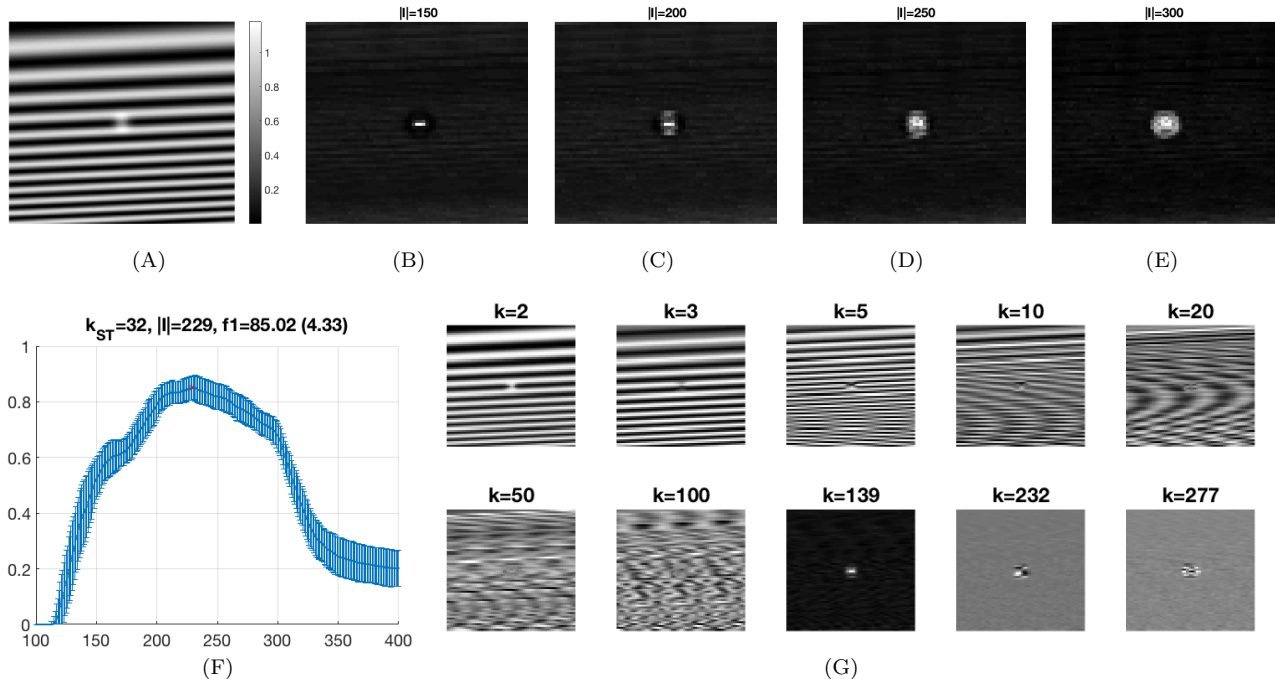 |I|=150 |I|=200 |I|=250 |I|=300
1
0.8
0.6
0.4
0.2
(A) (B) (C) (D) (E)
k_ST=32, |I|=229, f1=85.02 (4.33)
1
0.8
0.6
0.4
0.2
0
100 150 200 250 300 350 400
(F)
k=2 k=3 k=5 k=10 k=20
k=50 k=100 k=139 k=232 k=277
(G)